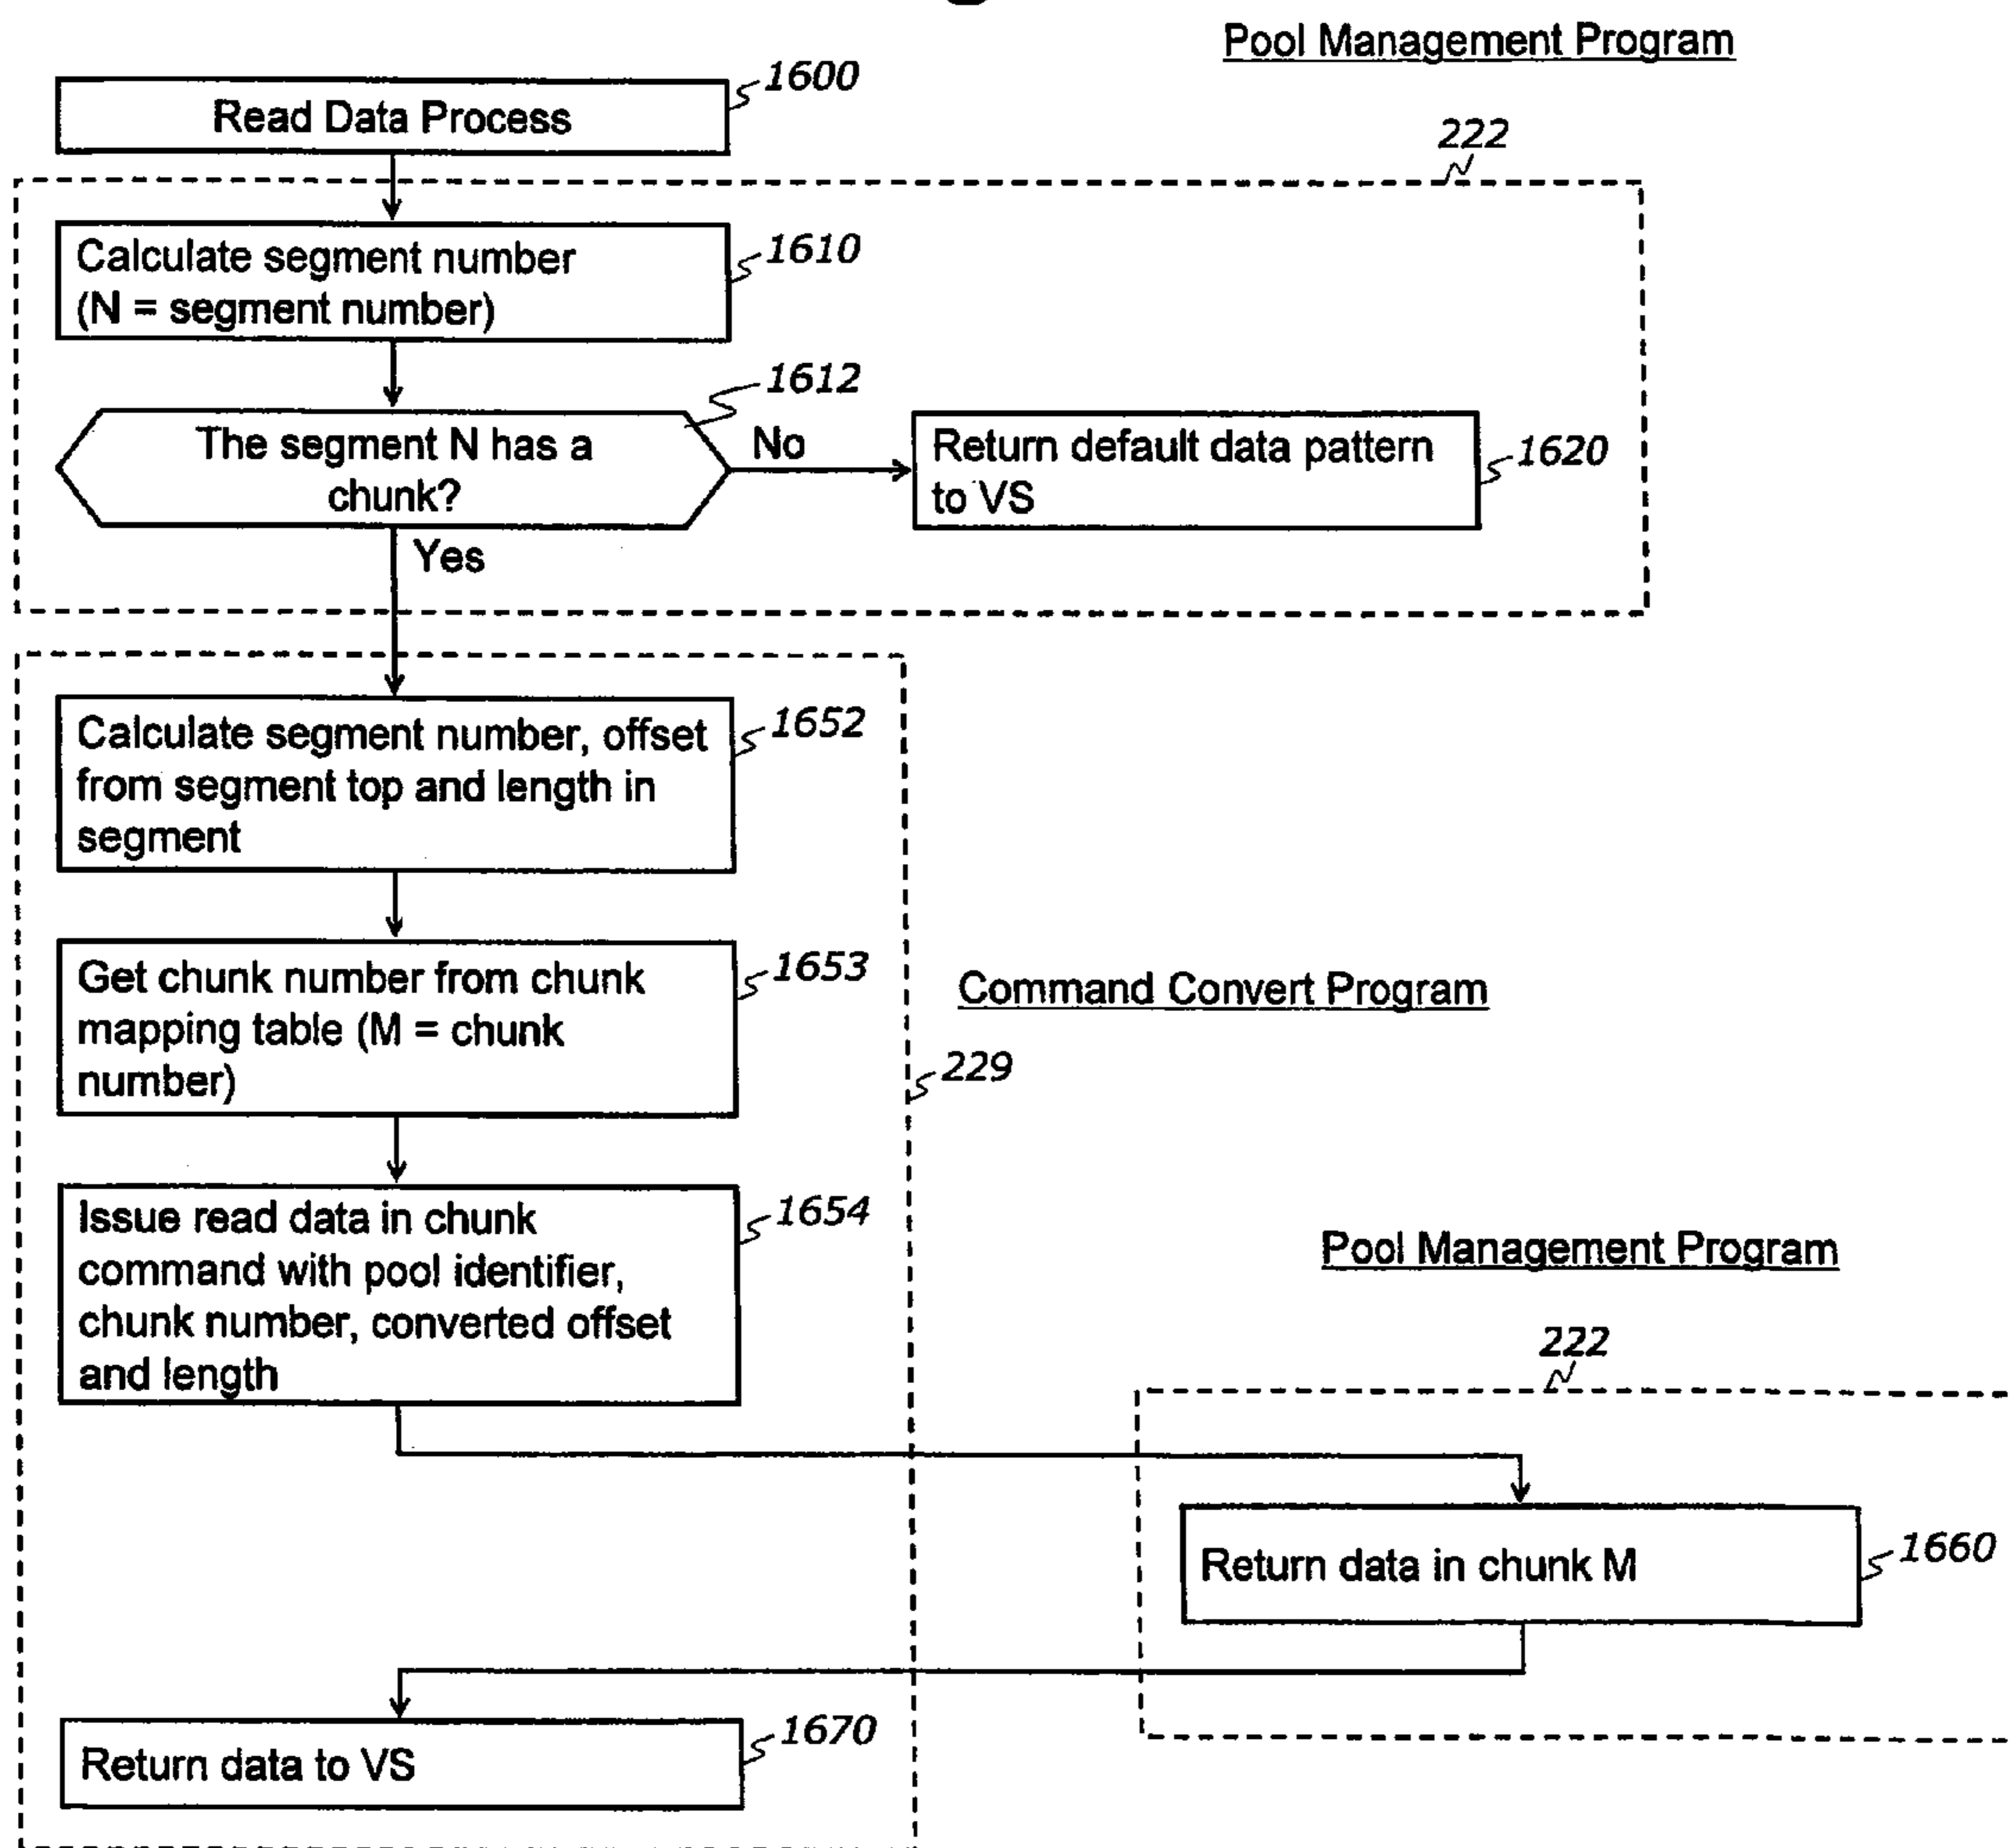 Pool Management Program
1600
Read Data Process
222
Calculate segment number
(N = segment number)
1610
1612
The segment N has a
chunk?
No
Return default data pattern
to VS
1620
Yes
Calculate segment number, offset
from segment top and length in
segment
1652
Get chunk number from chunk
mapping table (M = chunk
number)
1653
Command Convert Program
229
Issue read data in chunk
command with pool identifier,
chunk number, converted offset
and length
1654
Pool Management Program
222
Return data in chunk M
1660
Return data to VS
1670